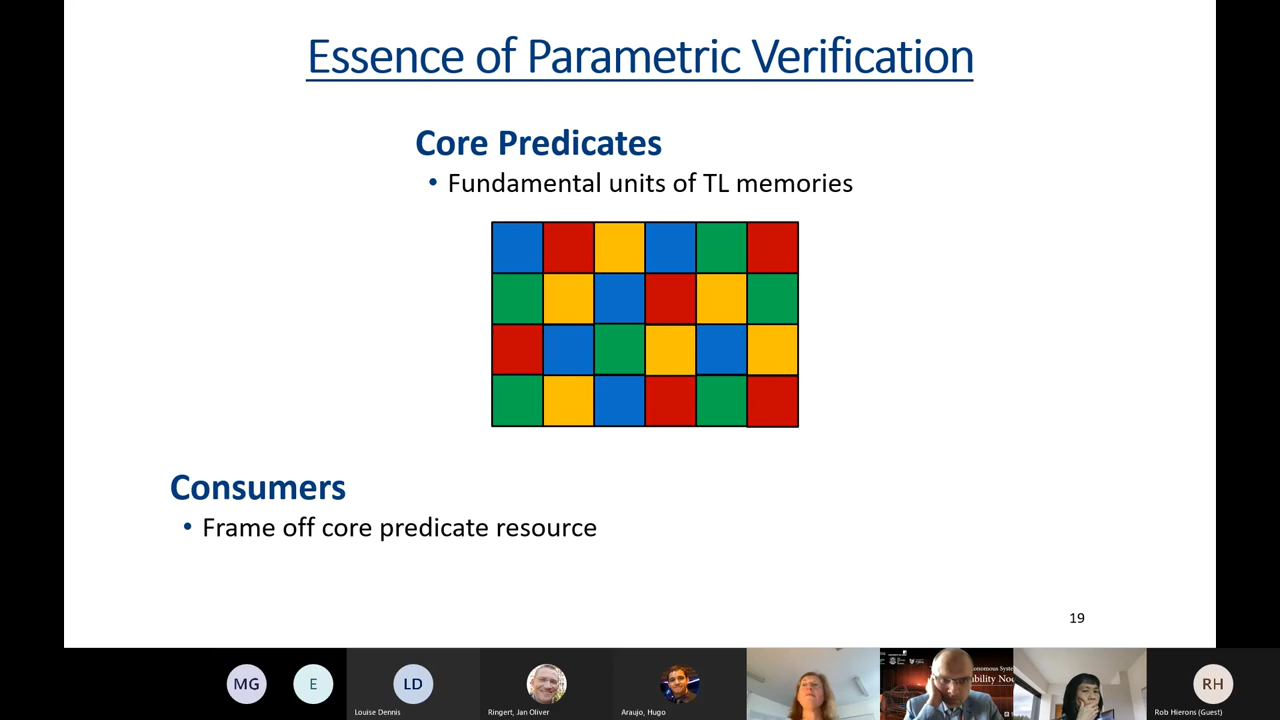 Essence of Parametric Verification
Core Predicates
• Fundamental units of TL memories
Consumers
• Frame off core predicate resource
19
MG
E
LD
Louise Dennis
Ringert, Jan Oliver
Araujo, Hugo
RH
Rob Hierons (Guest)